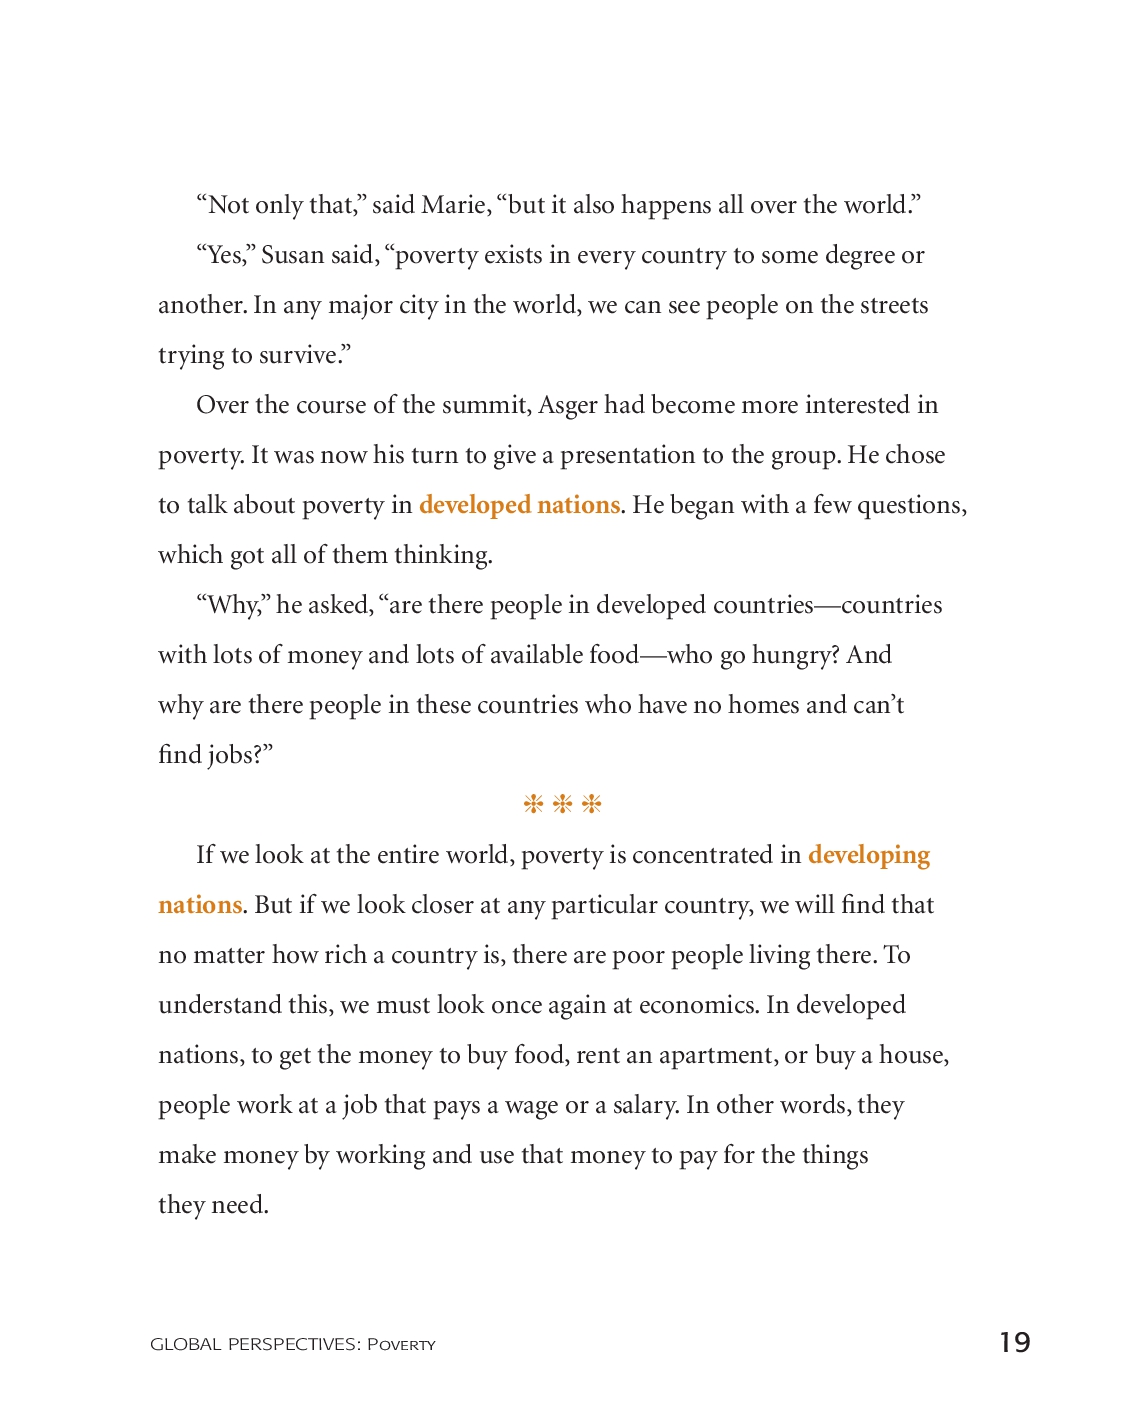 “Not only that,” said Marie, “but it also happens all over the world.”
“Yes,” Susan said, “poverty exists in every country to some degree or
another. In any major city in the world, we can see people on the streets
trying to survive.”
Over the course of the summit, Asger had become more interested in
poverty. It was now his turn to give a presentation to the group. He chose
to talk about poverty in developed nations. He began with a few questions,
which got all of them thinking.
“Why,” he asked, “are there people in developed countries—countries
with lots of money and lots of available food—who go hungry? And
why are there people in these countries who have no homes and can’t
find jobs?”
❉ ❉ ❉
If we look at the entire world, poverty is concentrated in developing
nations. But if we look closer at any particular country, we will find that
no matter how rich a country is, there are poor people living there. To
understand this, we must look once again at economics. In developed
nations, to get the money to buy food, rent an apartment, or buy a house,
people work at a job that pays a wage or a salary. In other words, they
make money by working and use that money to pay for the things
they need.
GLOBAL PERSPECTIVES: POVERTY 19